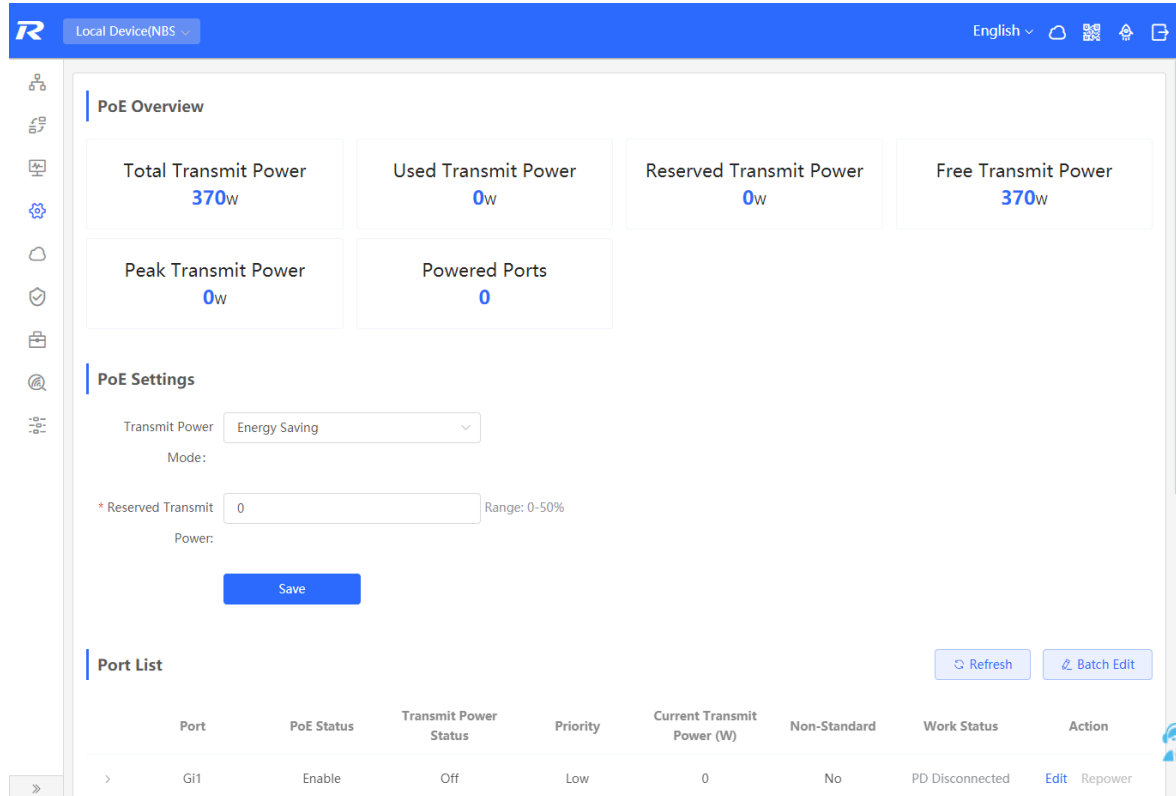 Local Device(NBS
English
PoE Overview
Total Transmit Power
370W
Used Transmit Power
0W
Reserved Transmit Power
0W
Free Transmit Power
370W
Peak Transmit Power
0W
Powered Ports
0
PoE Settings
Transmit Power
Mode:
Energy Saving
* Reserved Transmit
Power:
0
Range: 0-50%
Save
Port List
Refresh
Batch Edit
Port
PoE Status
Transmit Power
Status
Priority
Current Transmit
Power (W)
Non-Standard
Work Status
Action
Gi1
Enable
Off
Low
0
No
PD Disconnected
Edit
Repower